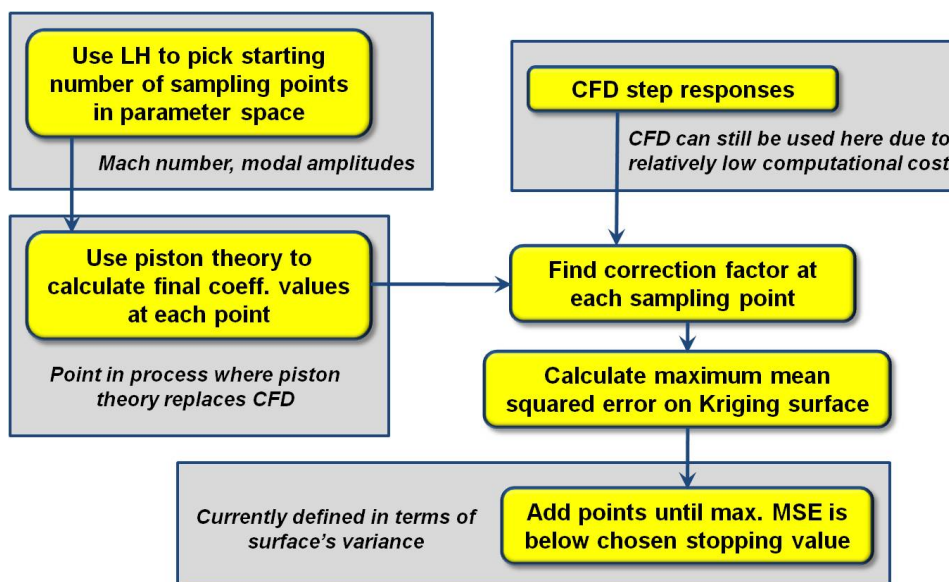 Use LH to pick starting
number of sampling points
in parameter space
Mach number, modal amplitudes
CFD step responses
CFD can still be used here due to
relatively low computational cost
Use piston theory to
calculate final coeff. values
at each point
Point in process where piston
theory replaces CFD
Find correction factor at
each sampling point
Calculate maximum mean
squared error on Kriging surface
Currently defined in terms of
surface's variance
Add points until max. MSE is
below chosen stopping value